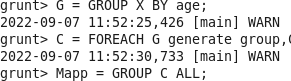 grunt> G = GROUP X BY age;
2022-09-07 11:52:25,426 [main] WARN
grunt> C = FOREACH G generate group,
2022-09-07 11:52:30,733 [main] WARN
grunt> Mapp = GROUP C ALL;